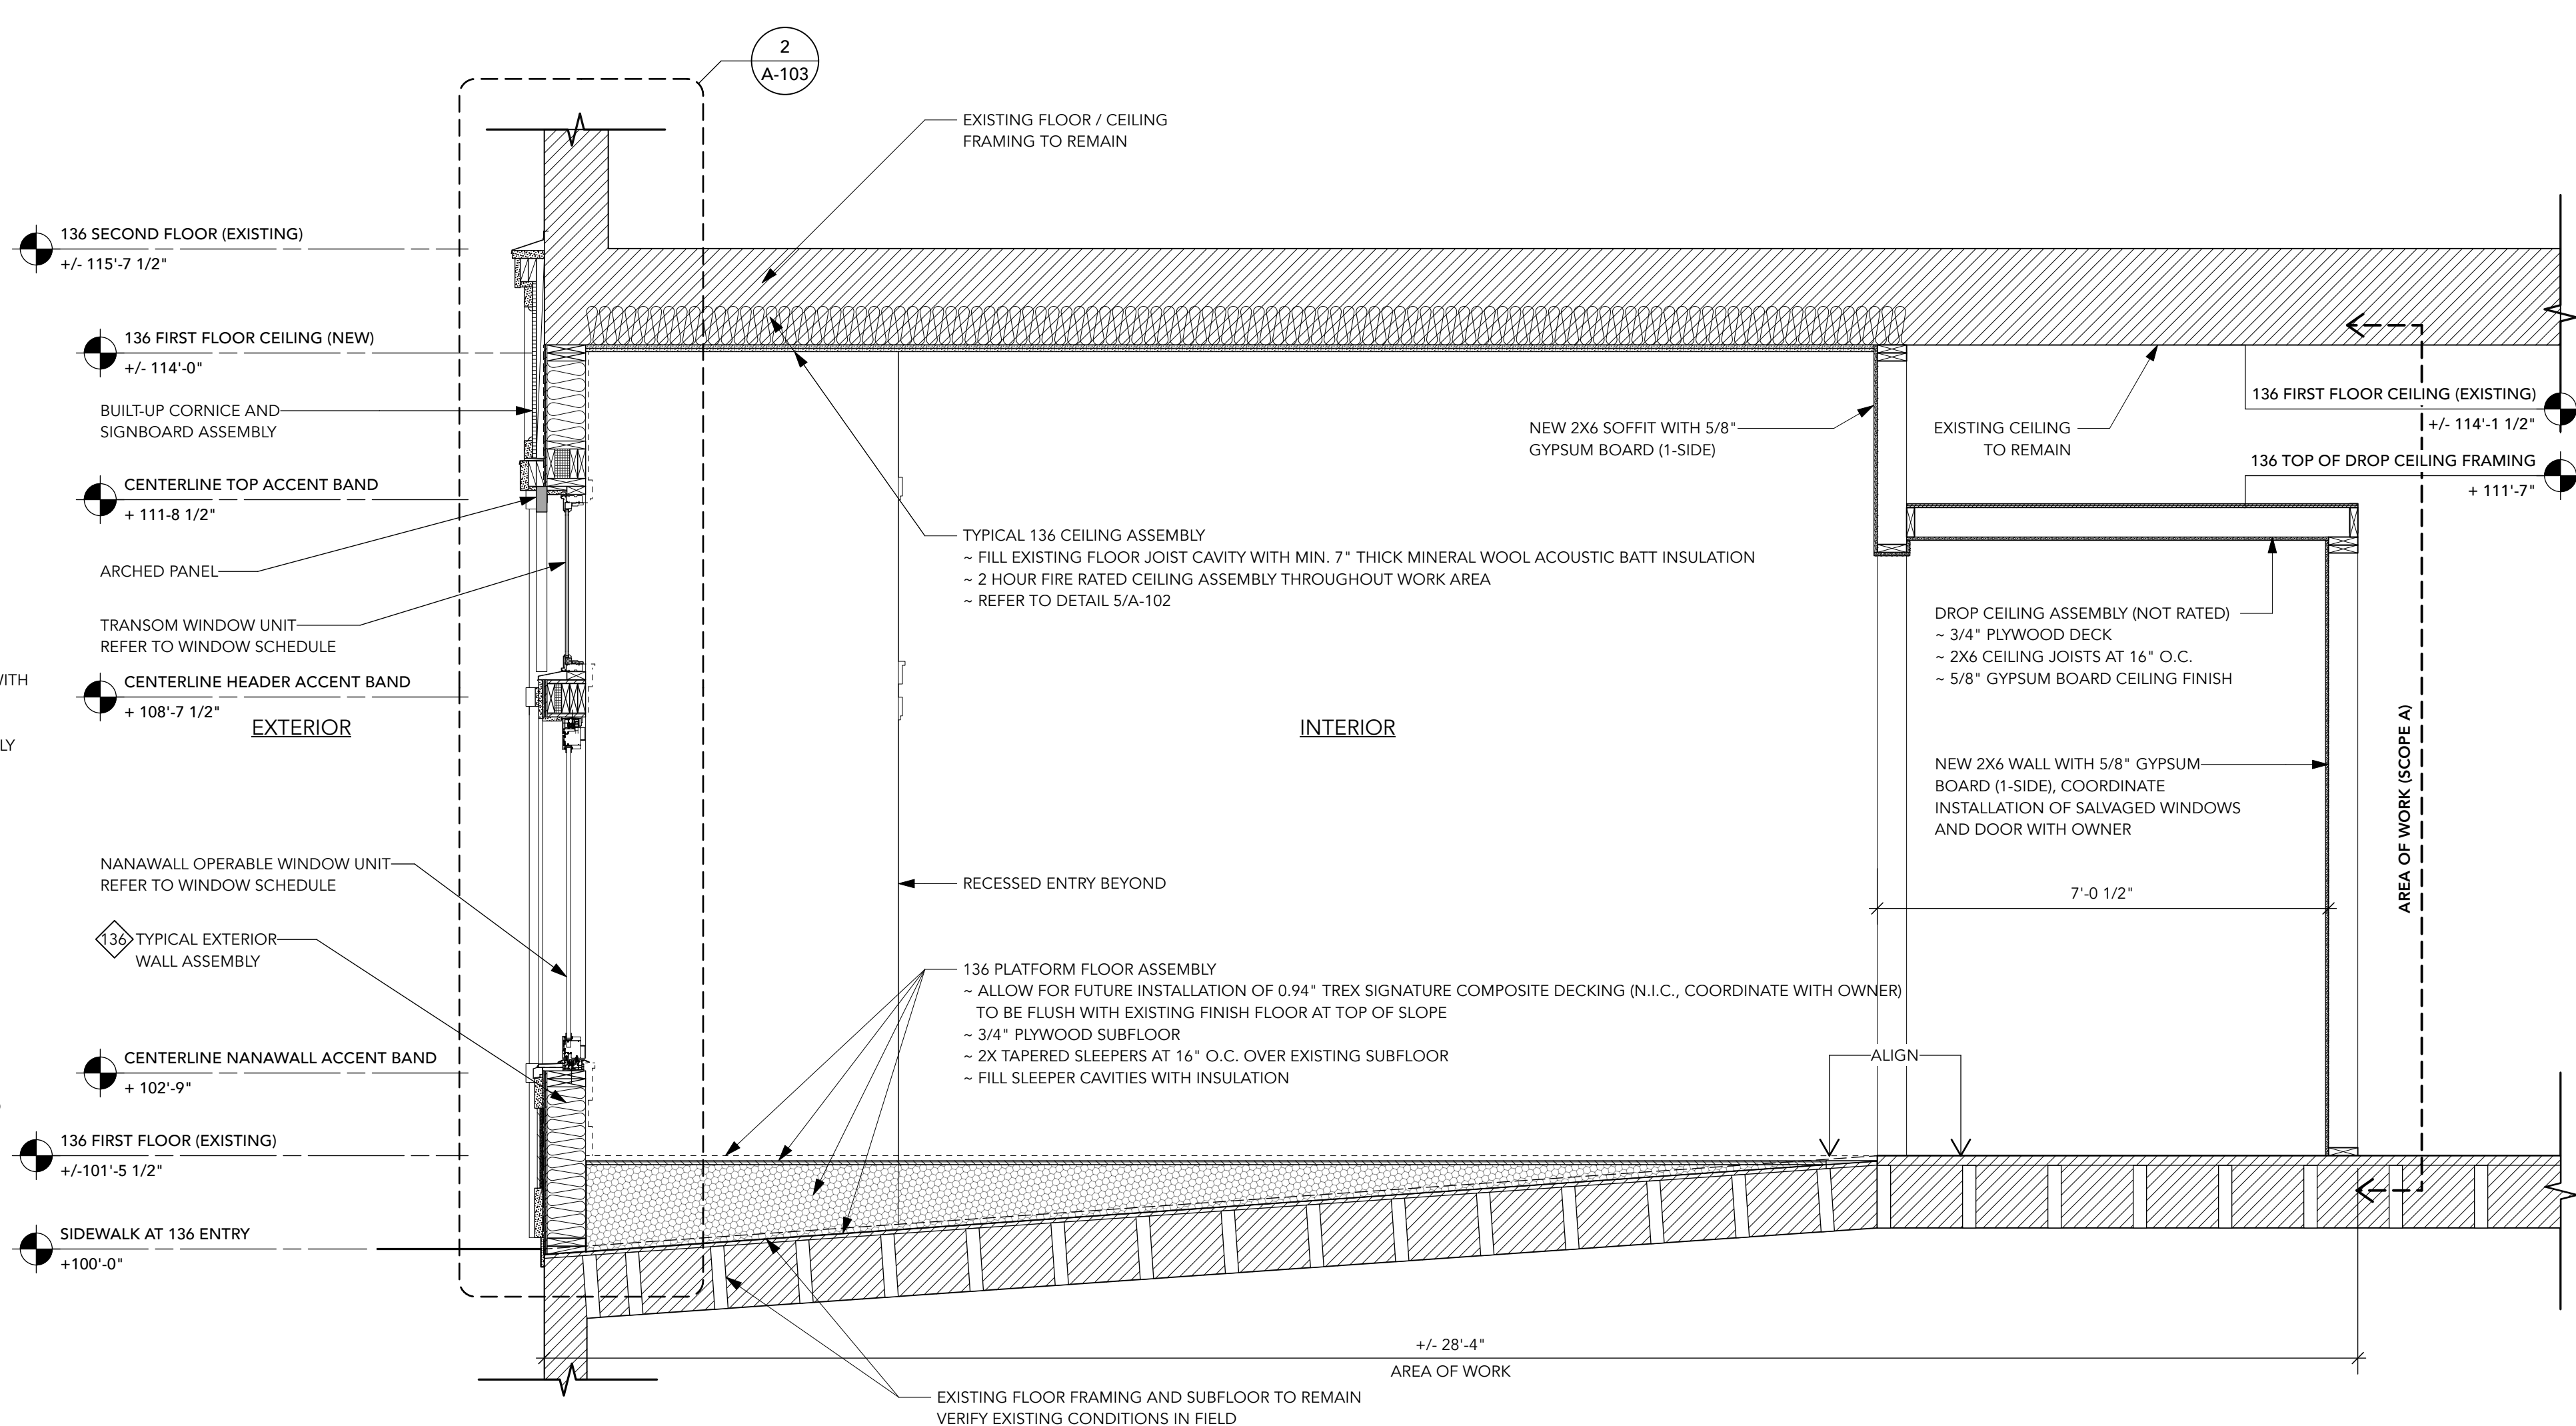 2
A-103
EXISTING FLOOR / CEILING
FRAMING TO REMAIN
136 SECOND FLOOR (EXISTING)
+/- 115'-7 1/2"
136 FIRST FLOOR CEILING (NEW)
+/- 114'-0"
BUILT-UP CORNICE AND
SIGNBOARD ASSEMBLY
CENTERLINE TOP ACCENT BAND
+ 111-8 1/2"
ARCHED PANEL
TRANSOM WINDOW UNIT
REFER TO WINDOW SCHEDULE
WITH
CENTERLINE HEADER ACCENT BAND
+ 108'-7 1/2"
EXTERIOR
LY
NANAWALL OPERABLE WINDOW UNIT
REFER TO WINDOW SCHEDULE
136 TYPICAL EXTERIOR
WALL ASSEMBLY
CENTERLINE NANAWALL ACCENT BAND
+ 102'-9"
136 FIRST FLOOR (EXISTING)
+/-101'-5 1/2"
SIDEWALK AT 136 ENTRY
+100'-0"
NEW 2X6 SOFFIT WITH 5/8"
GYPSUM BOARD (1-SIDE)
EXISTING CEILING
TO REMAIN
136 FIRST FLOOR CEILING (EXISTING)
+/- 114'-1 1/2"
136 TOP OF DROP CEILING FRAMING
+ 111'-7"
TYPICAL 136 CEILING ASSEMBLY
~ FILL EXISTING FLOOR JOIST CAVITY WITH MIN. 7" THICK MINERAL WOOL ACOUSTIC BATT INSULATION
~ 2 HOUR FIRE RATED CEILING ASSEMBLY THROUGHOUT WORK AREA
~ REFER TO DETAIL 5/A-102
DROP CEILING ASSEMBLY (NOT RATED)
~ 3/4" PLYWOOD DECK
~ 2X6 CEILING JOISTS AT 16" O.C.
~ 5/8" GYPSUM BOARD CEILING FINISH
INTERIOR
NEW 2X6 WALL WITH 5/8" GYPSUM
BOARD (1-SIDE), COORDINATE
INSTALLATION OF SALVAGED WINDOWS
AND DOOR WITH OWNER
AREA OF WORK (SCOPE A)
RECESSED ENTRY BEYOND
7'-0 1/2"
136 PLATFORM FLOOR ASSEMBLY
~ ALLOW FOR FUTURE INSTALLATION OF 0.94" TREX SIGNATURE COMPOSITE DECKING (N.I.C., COORDINATE WITH OWNER)
TO BE FLUSH WITH EXISTING FINISH FLOOR AT TOP OF SLOPE
~ 3/4" PLYWOOD SUBFLOOR
~ 2X TAPERED SLEEPERS AT 16" O.C. OVER EXISTING SUBFLOOR
~ FILL SLEEPER CAVITIES WITH INSULATION
ALIGN
+/- 28'-4"
AREA OF WORK
EXISTING FLOOR FRAMING AND SUBFLOOR TO REMAIN
VERIFY EXISTING CONDITIONS IN FIELD